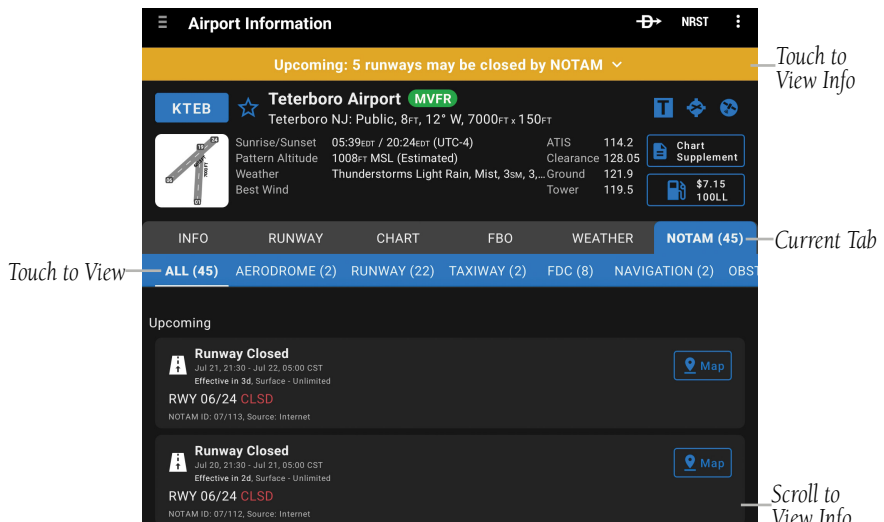 Airport Information
NRST
Upcoming: 5 runways may be closed by NOTAM
Touch to
View Info
KTEB
Teterboro Airport MVFR
Teterboro NJ: Public, 8FT, 12° W, 7000FT x 150FT
T
Sunrise/Sunset 05:39EDT / 20:24EDT (UTC-4) ATIS 114.2
Pattern Altitude 1008FT MSL (Estimated) Clearance 128.05
Weather Thunderstorms Light Rain, Mist, 3SM, 3,... Ground 121.9
Best Wind Tower 119.5
Chart
Supplement
$7.15
100LL
19 24
7000 FT
06 01
INFO RUNWAY CHART FBO WEATHER NOTAM (45)
Current Tab
Touch to View
ALL (45) AERODROME (2) RUNWAY (22) TAXIWAY (2) FDC (8) NAVIGATION (2) OBST
Upcoming
Runway Closed
Jul 21, 21:30 - Jul 22, 05:00 CST
Effective in 3d, Surface - Unlimited
RWY 06/24 CLSD
NOTAM ID: 07/113, Source: Internet
Map
Runway Closed
Jul 20, 21:30 - Jul 21, 05:00 CST
Effective in 2d, Surface - Unlimited
RWY 06/24 CLSD
NOTAM ID: 07/112, Source: Internet
Map
Scroll to
View Info